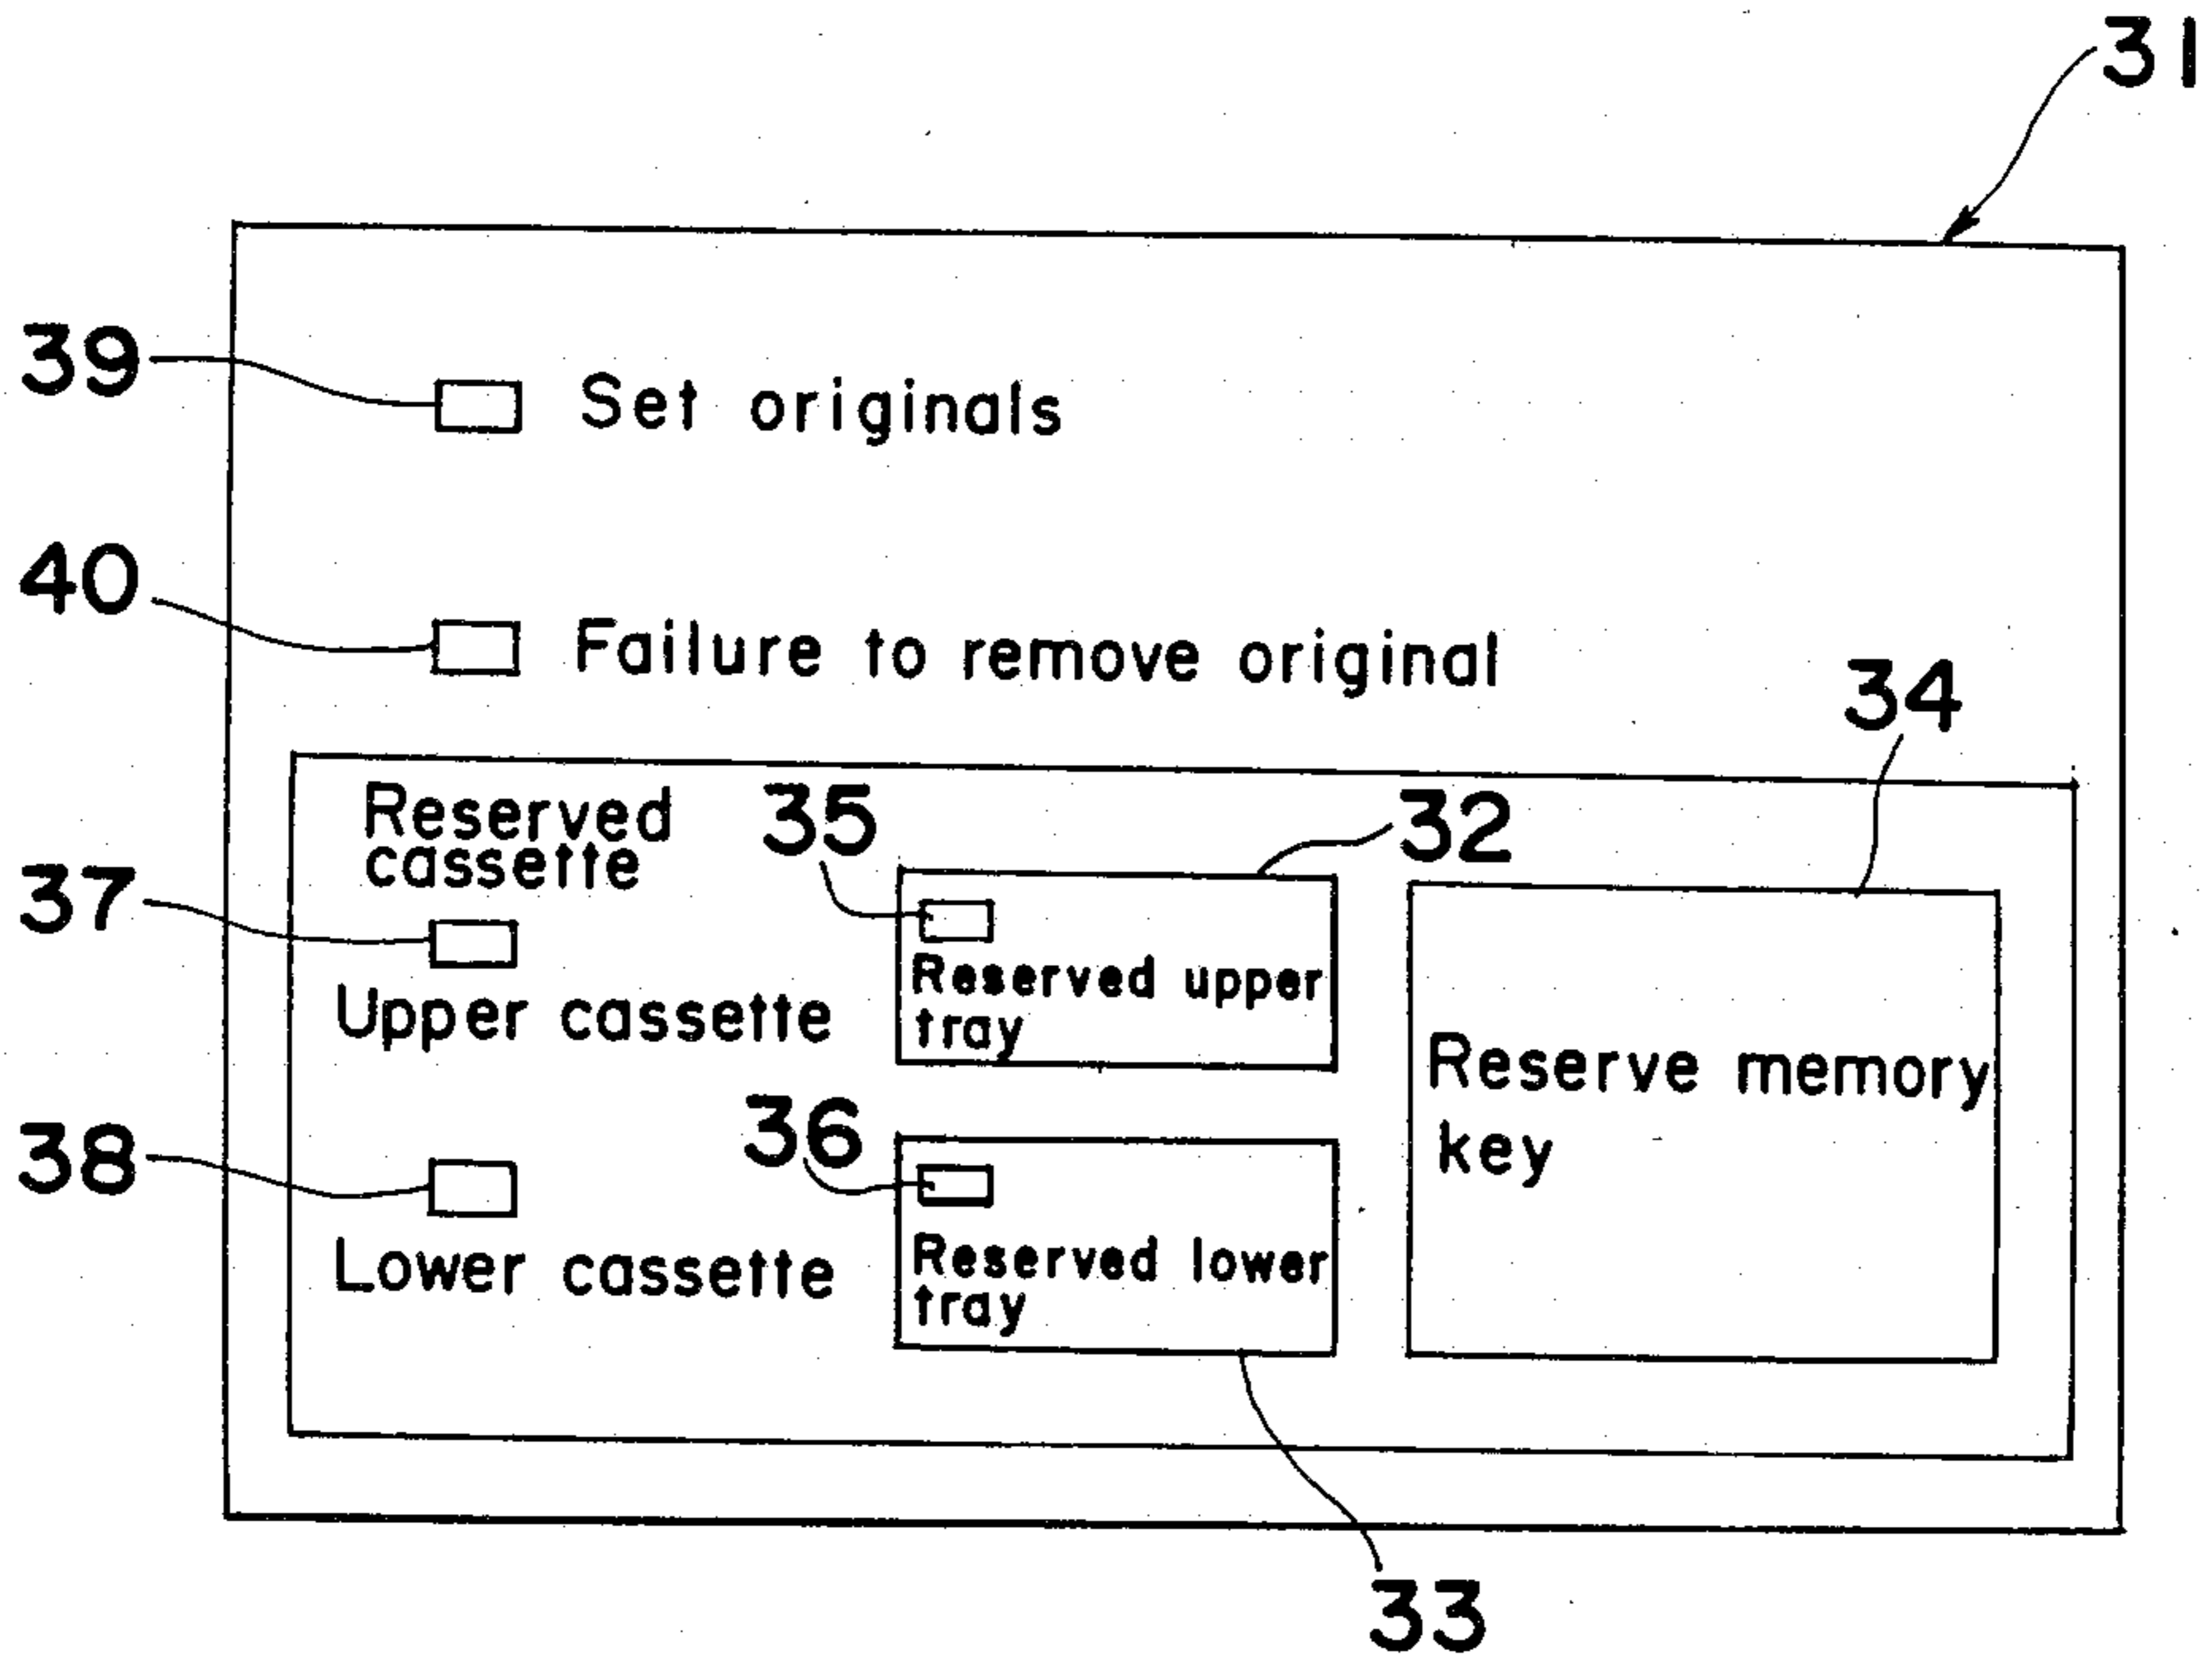 31
39
Set originals
40
Failure to remove original
34
Reserved
cassette
35
32
37
Reserved upper
tray
Upper cassette
Reserve memory
key
36
38
Reserved lower
tray
Lower cassette
33